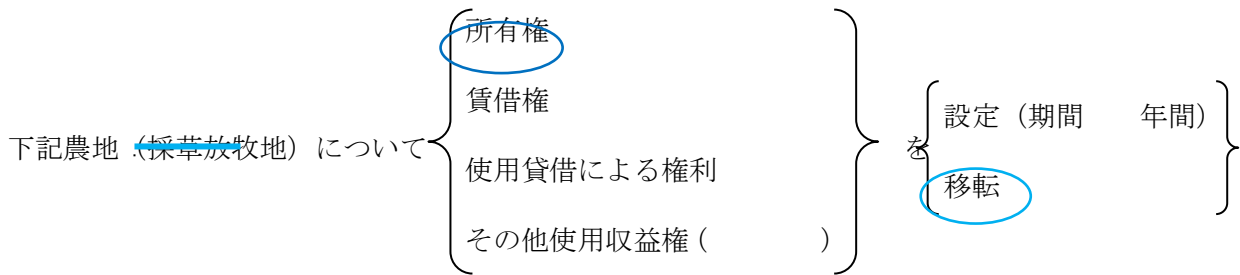 所有権
賃借権
下記農地(採草放牧地)について
使用貸借による権利
その他使用収益権(　　　　)
を
設定(期間　　年間)
移転